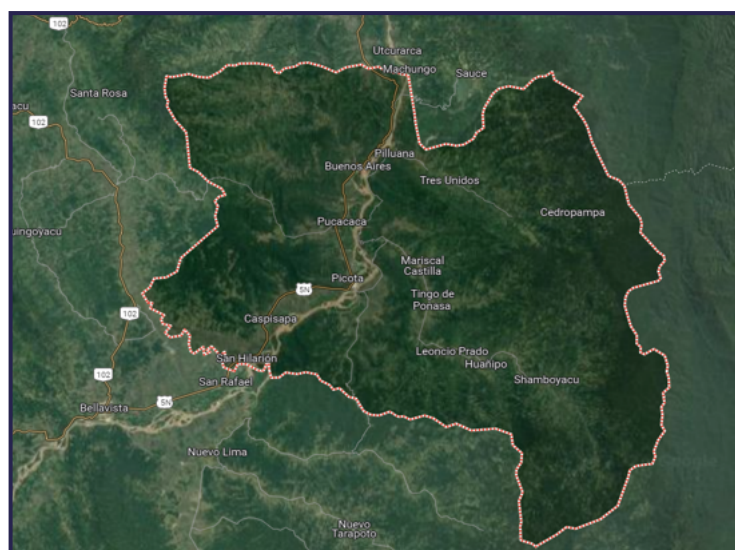 102
Utcurarca
Machungo
Sauce
Santa Rosa
acu
102
Pilluana
Buenos Aires
Tres Unidos
Cedropampa
Pucacaca
uingoyacu
Mariscal
Castilla
Picota
5N
Tingo de
Ponasa
102
Caspisapa
Leoncio Prado
San Hilarión
Huañipo
102
San Rafael
Shamboyacu
5N
Bellavista
Nuevo Lima
Nuevo
Tarapoto